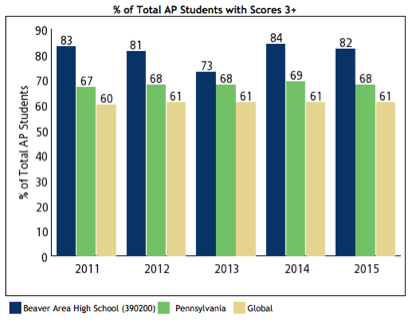 % of Total AP Students with Scores 3+
% of Total AP Students
90
80
70
60
50
40
30
20
10
0
83 67 60
81 68 61
73 68 61
84 69 61
82 68 61
2011 2012 2013 2014 2015
Beaver Area High School (390200) Pennsylvania Global